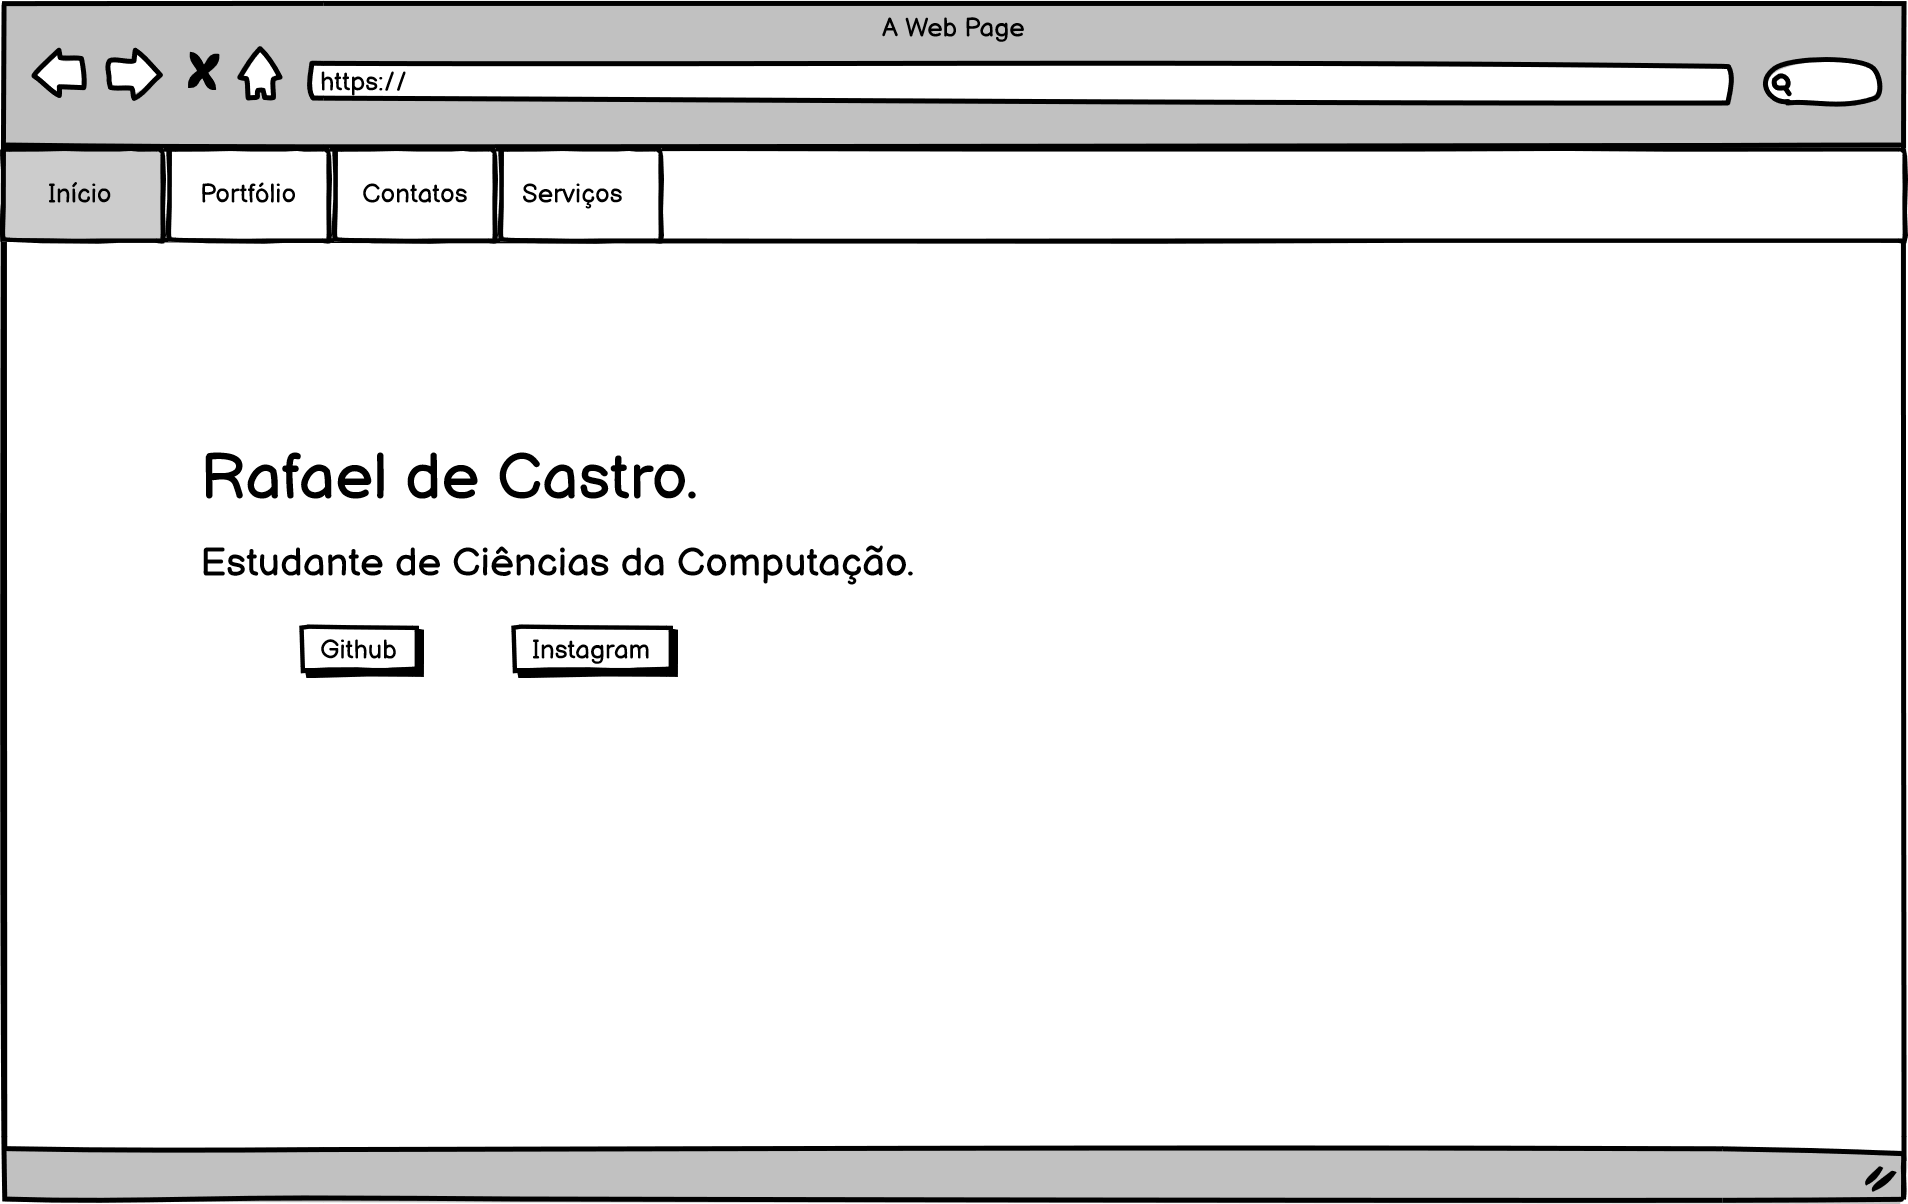 A Web Page
https://
Início Portfólio Contatos Serviços
Rafael de Castro.
Estudante de Ciências da Computação.
Github Instagram